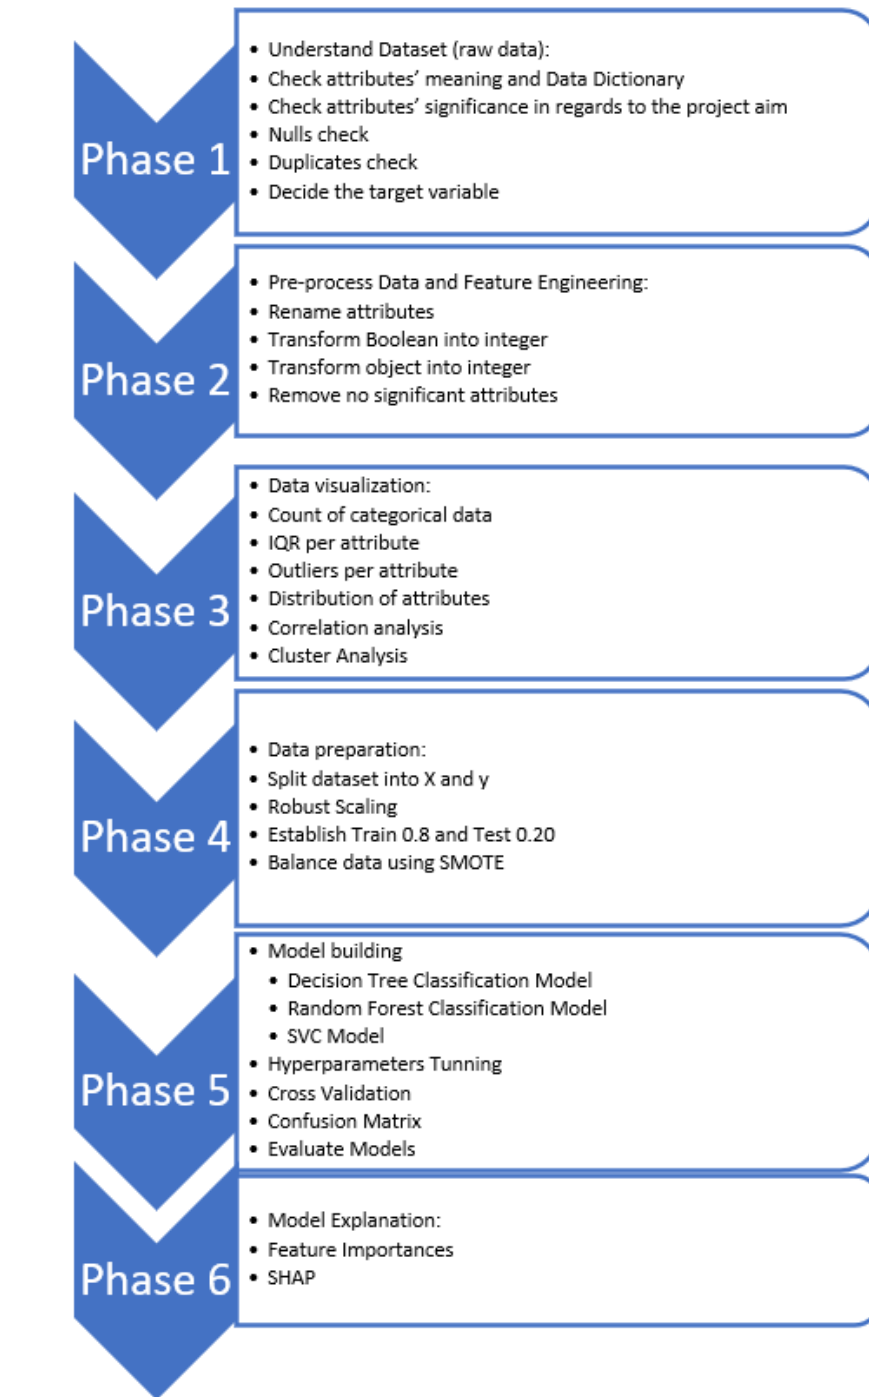 Phase 1
• Understand Dataset (raw data):
• Check attributes’ meaning and Data Dictionary
• Check attributes’ significance in regards to the project aim
• Nulls check
• Duplicates check
• Decide the target variable
Phase 2
• Pre-process Data and Feature Engineering:
• Rename attributes
• Transform Boolean into integer
• Transform object into integer
• Remove no significant attributes
Phase 3
• Data visualization:
• Count of categorical data
• IQR per attribute
• Outliers per attribute
• Distribution of attributes
• Correlation analysis
• Cluster Analysis
Phase 4
• Data preparation:
• Split dataset into X and y
• Robust Scaling
• Establish Train 0.8 and Test 0.20
• Balance data using SMOTE
Phase 5
• Model building
• Decision Tree Classification Model
• Random Forest Classification Model
• SVC Model
• Hyperparameters Tunning
• Cross Validation
• Confusion Matrix
• Evaluate Models
Phase 6
• Model Explanation:
• Feature Importances
• SHAP